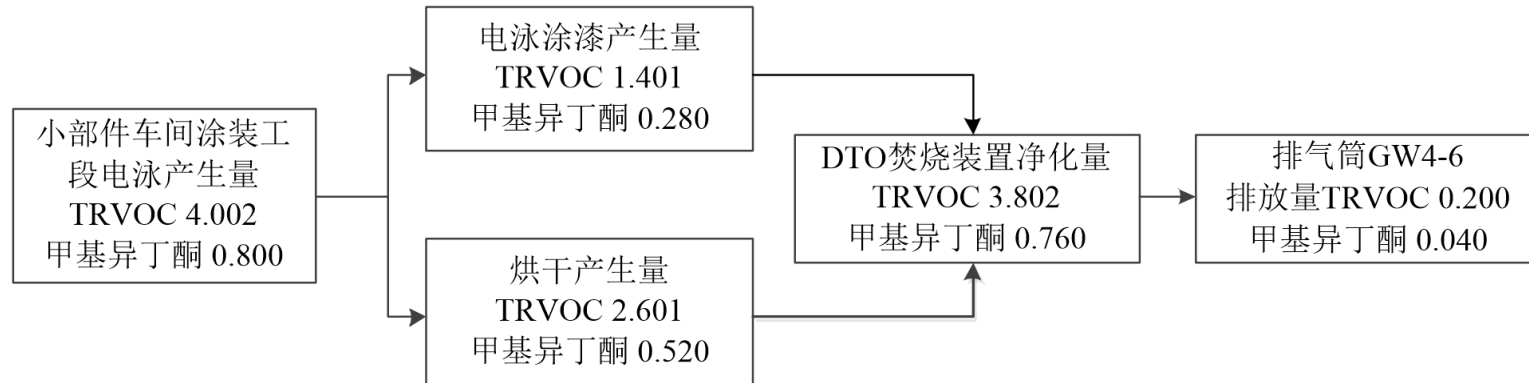 小部件车间涂装工
段电泳产生量
TRVOC 4.002
甲基异丁酮 0.800
电泳涂漆产生量
TRVOC 1.401
甲基异丁酮 0.280
烘干产生量
TRVOC 2.601
甲基异丁酮 0.520
DTO焚烧装置净化量
TRVOC 3.802
甲基异丁酮 0.760
排气筒GW4-6
排放量TRVOC 0.200
甲基异丁酮 0.040